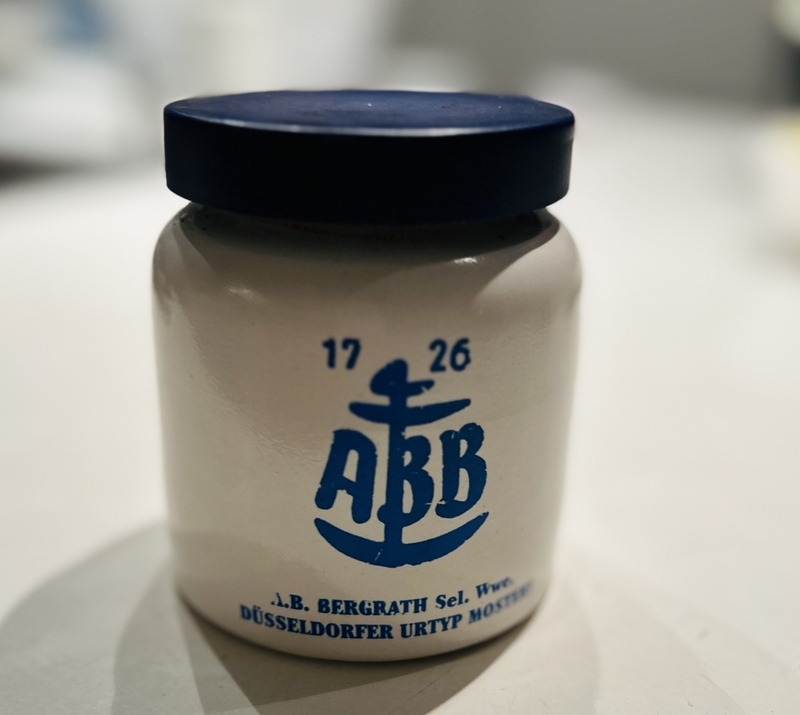 17 26
ABB
A.B. BERGRATH Sel. Wwe.
DÜSSELDORFER URTYP MOSTERT